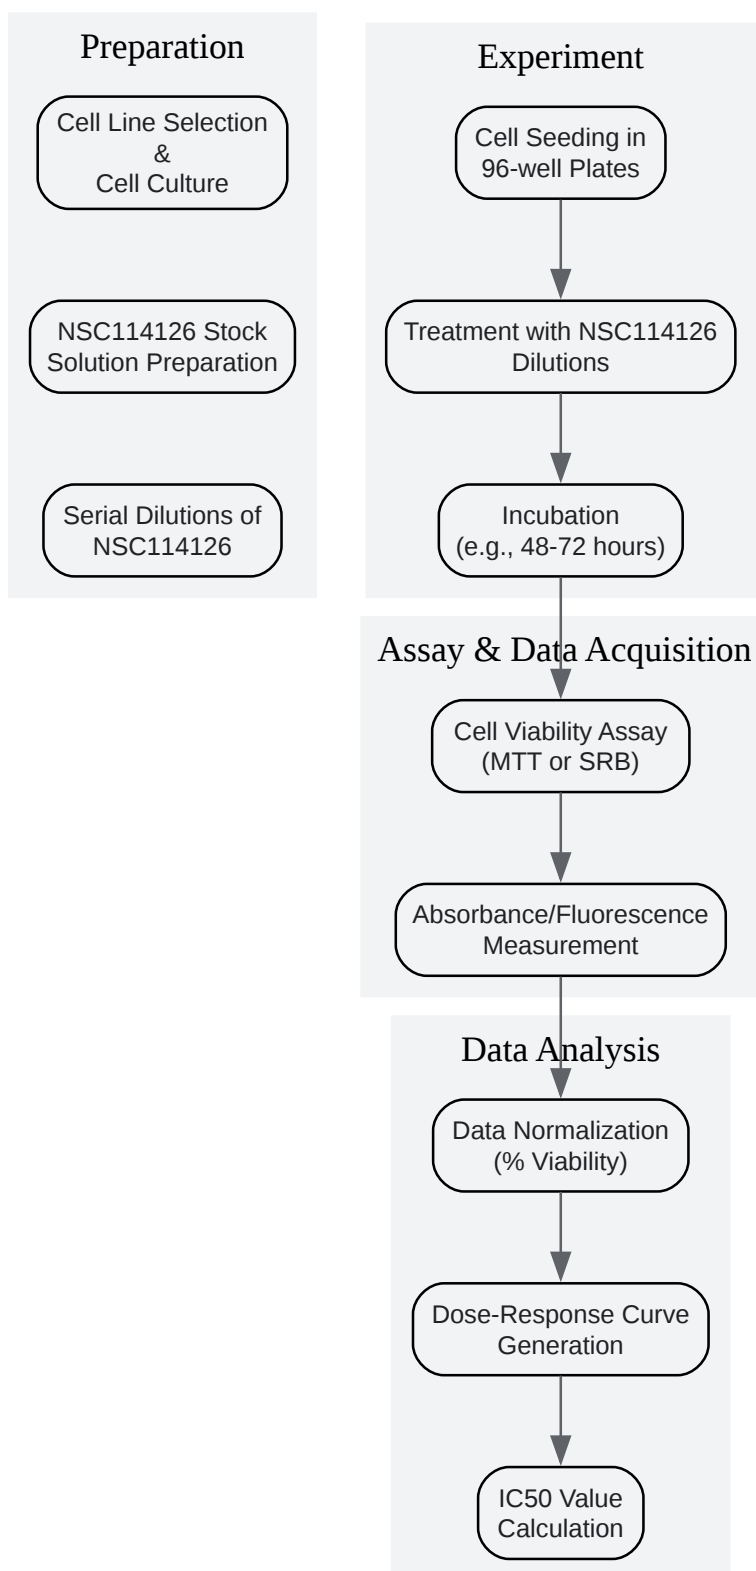 Preparation
Cell Line Selection
&
Cell Culture
NSC114126 Stock
Solution Preparation
Serial Dilutions of
NSC114126
Experiment
Cell Seeding in
96-well Plates
Treatment with NSC114126
Dilutions
Incubation
(e.g., 48-72 hours)
Assay & Data Acquisition
Cell Viability Assay
(MTT or SRB)
Absorbance/Fluorescence
Measurement
Data Analysis
Data Normalization
(% Viability)
Dose-Response Curve
Generation
IC50 Value
Calculation